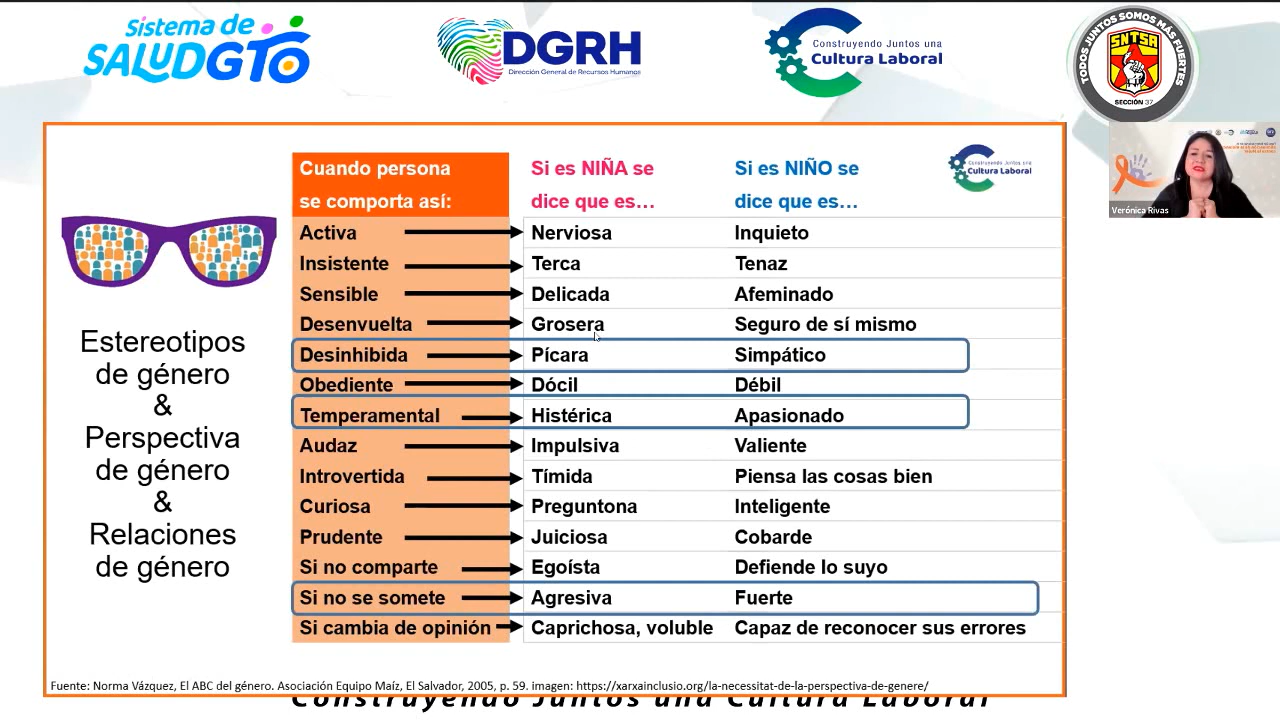 Sistema de
SALUDGTO
DGRH
Dirección General de Recursos Humanos
Construyendo Juntos una
Cultura Laboral
TODOS JUNTOS SOMOS MÁS FUERTES
SNTSA
SECCIÓN 37
Verónica Rivas
Construyendo Juntos una
Cultura Laboral
Estereotipos
de género
&
Perspectiva
de género
&
Relaciones
de género
Cuando persona se comporta así: Si es NIÑA se dice que es... Si es NIÑO se dice que es...
Activa Nerviosa Inquieto
Insistente Terca Tenaz
Sensible Delicada Afeminado
Desenvuelta Grosera Seguro de sí mismo
Desinhibida Pícara Simpático
Obediente Dócil Débil
Temperamental Histérica Apasionado
Audaz Impulsiva Valiente
Introvertida Tímida Piensa las cosas bien
Curiosa Preguntona Inteligente
Prudente Juiciosa Cobarde
Si no comparte Egoísta Defiende lo suyo
Si no se somete Agresiva Fuerte
Si cambia de opinión Caprichosa, voluble Capaz de reconocer sus errores
Fuente: Norma Vázquez, El ABC del género. Asociación Equipo Maíz, El Salvador, 2005, p. 59. imagen: https://xarxainclusio.org/la-necessitat-de-la-perspectiva-de-genere/
Construyendo Juntos una Cultura Laboral